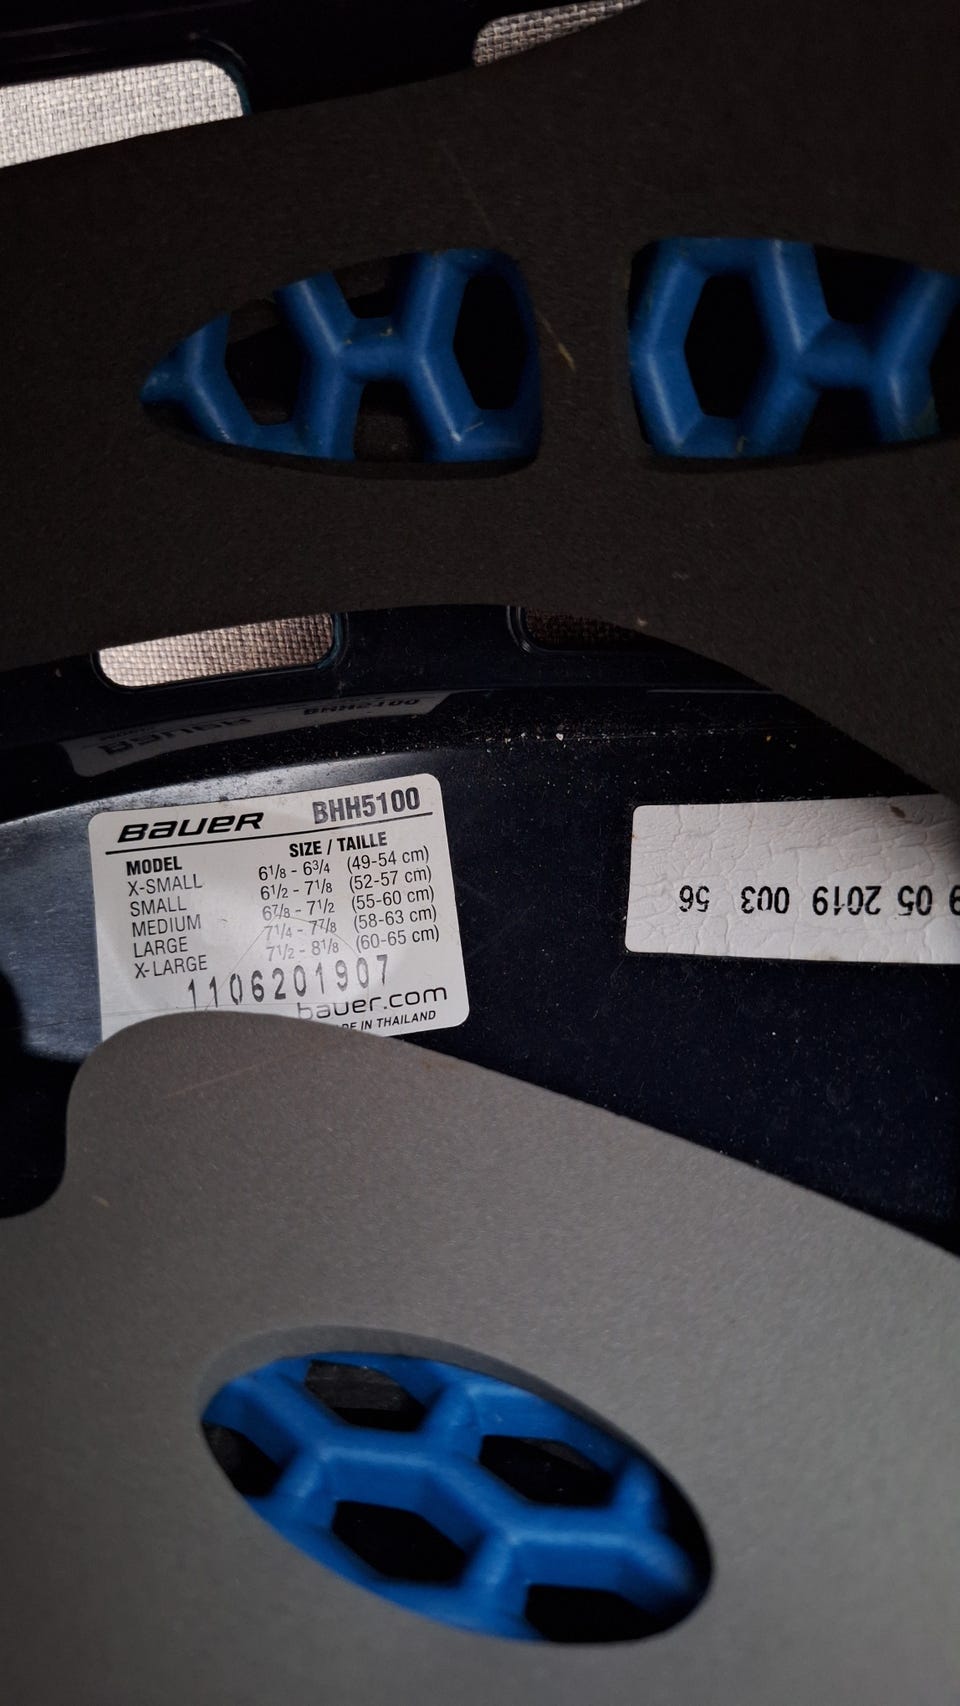 BAUER BHH5100
MODEL SIZE / TAILLE
X-SMALL 6 1/8 - 6 3/4 (49-54 cm)
SMALL 6 1/2 - 7 1/8 (52-57 cm)
MEDIUM 6 7/8 - 7 1/2 (55-60 cm)
LARGE 7 1/4 - 7 7/8 (58-63 cm)
X-LARGE 7 1/2 - 8 1/8 (60-65 cm)
1106201907
bauer.com
IN THAILAND
9 05 2019 003 56